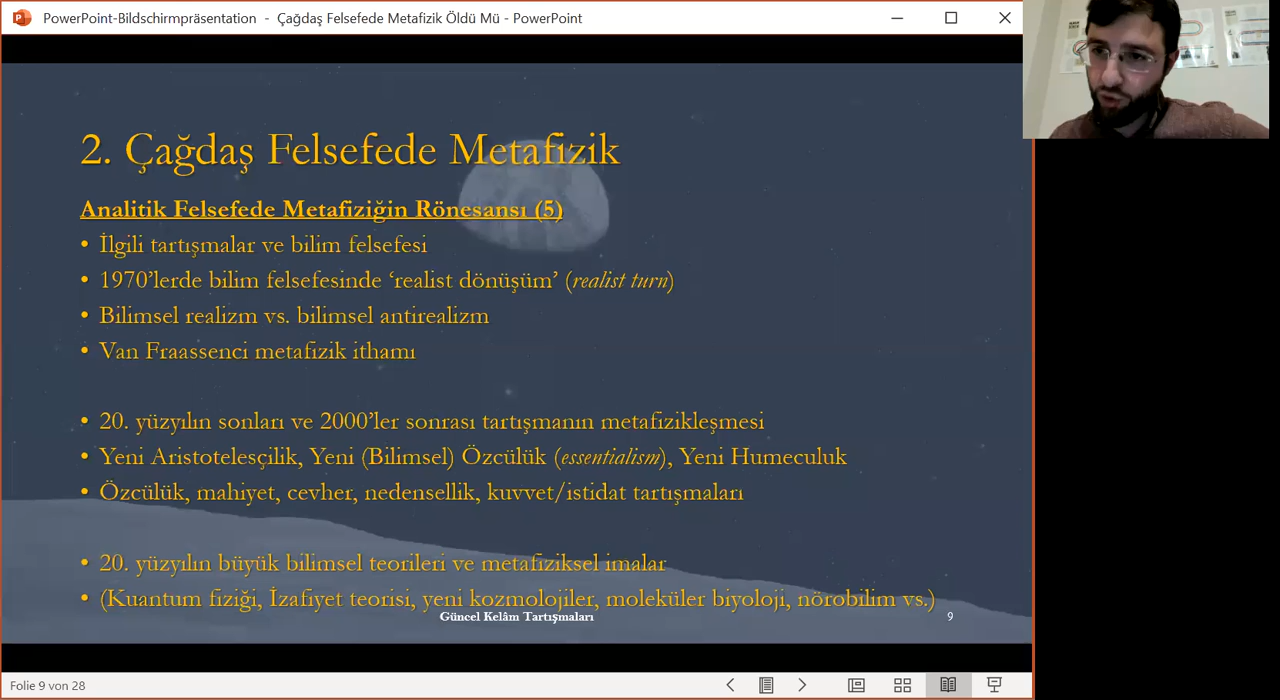 PowerPoint-Bildschirmpräsentation - Çağdaş Felsefede Metafizik Öldü Mü - PowerPoint
2. Çağdaş Felsefede Metafizik
Analitik Felsefede Metafiziğin Rönesansı (5)
• İlgili tartışmalar ve bilim felsefesi
• 1970’lerde bilim felsefesinde ‘realist dönüşüm’ (realist turn)
• Bilimsel realizm vs. bilimsel antirealizm
• Van Fraassenci metafizik ithamı
• 20. yüzyılın sonları ve 2000’ler sonrası tartışmanın metafizikleşmesi
• Yeni Aristotelesçilik, Yeni (Bilimsel) Özcülük (essentialism), Yeni Humeculuk
• Özcülük, mahiyet, cevher, nedensellik, kuvvet/istidat tartışmaları
• 20. yüzyılın büyük bilimsel teorileri ve metafiziksel imalar
• (Kuantum fiziği, İzafiyet teorisi, yeni kozmolojiler, moleküler biyoloji, nörobilim vs.)
Güncel Kelâm Tartışmaları
9
Folie 9 von 28